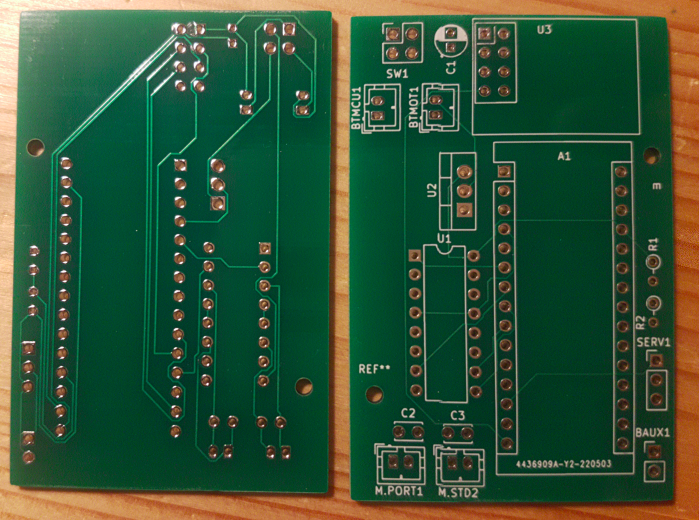 U3
SW1
C1
BTMCU1
BTMOT1
A1
U2
m
U1
R1
R2
SERV1
REF**
C2
C3
BAUX1
4436909A-Y2-220503
M.PORT1
M.STD2